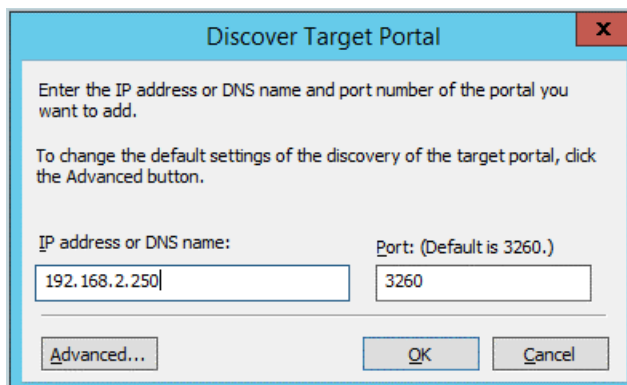 Discover Target Portal
x
Enter the IP address or DNS name and port number of the portal you
want to add.
To change the default settings of the discovery of the target portal, click
the Advanced button.
IP address or DNS name:
Port: (Default is 3260.)
192.168.2.250
3260
Advanced...
OK
Cancel